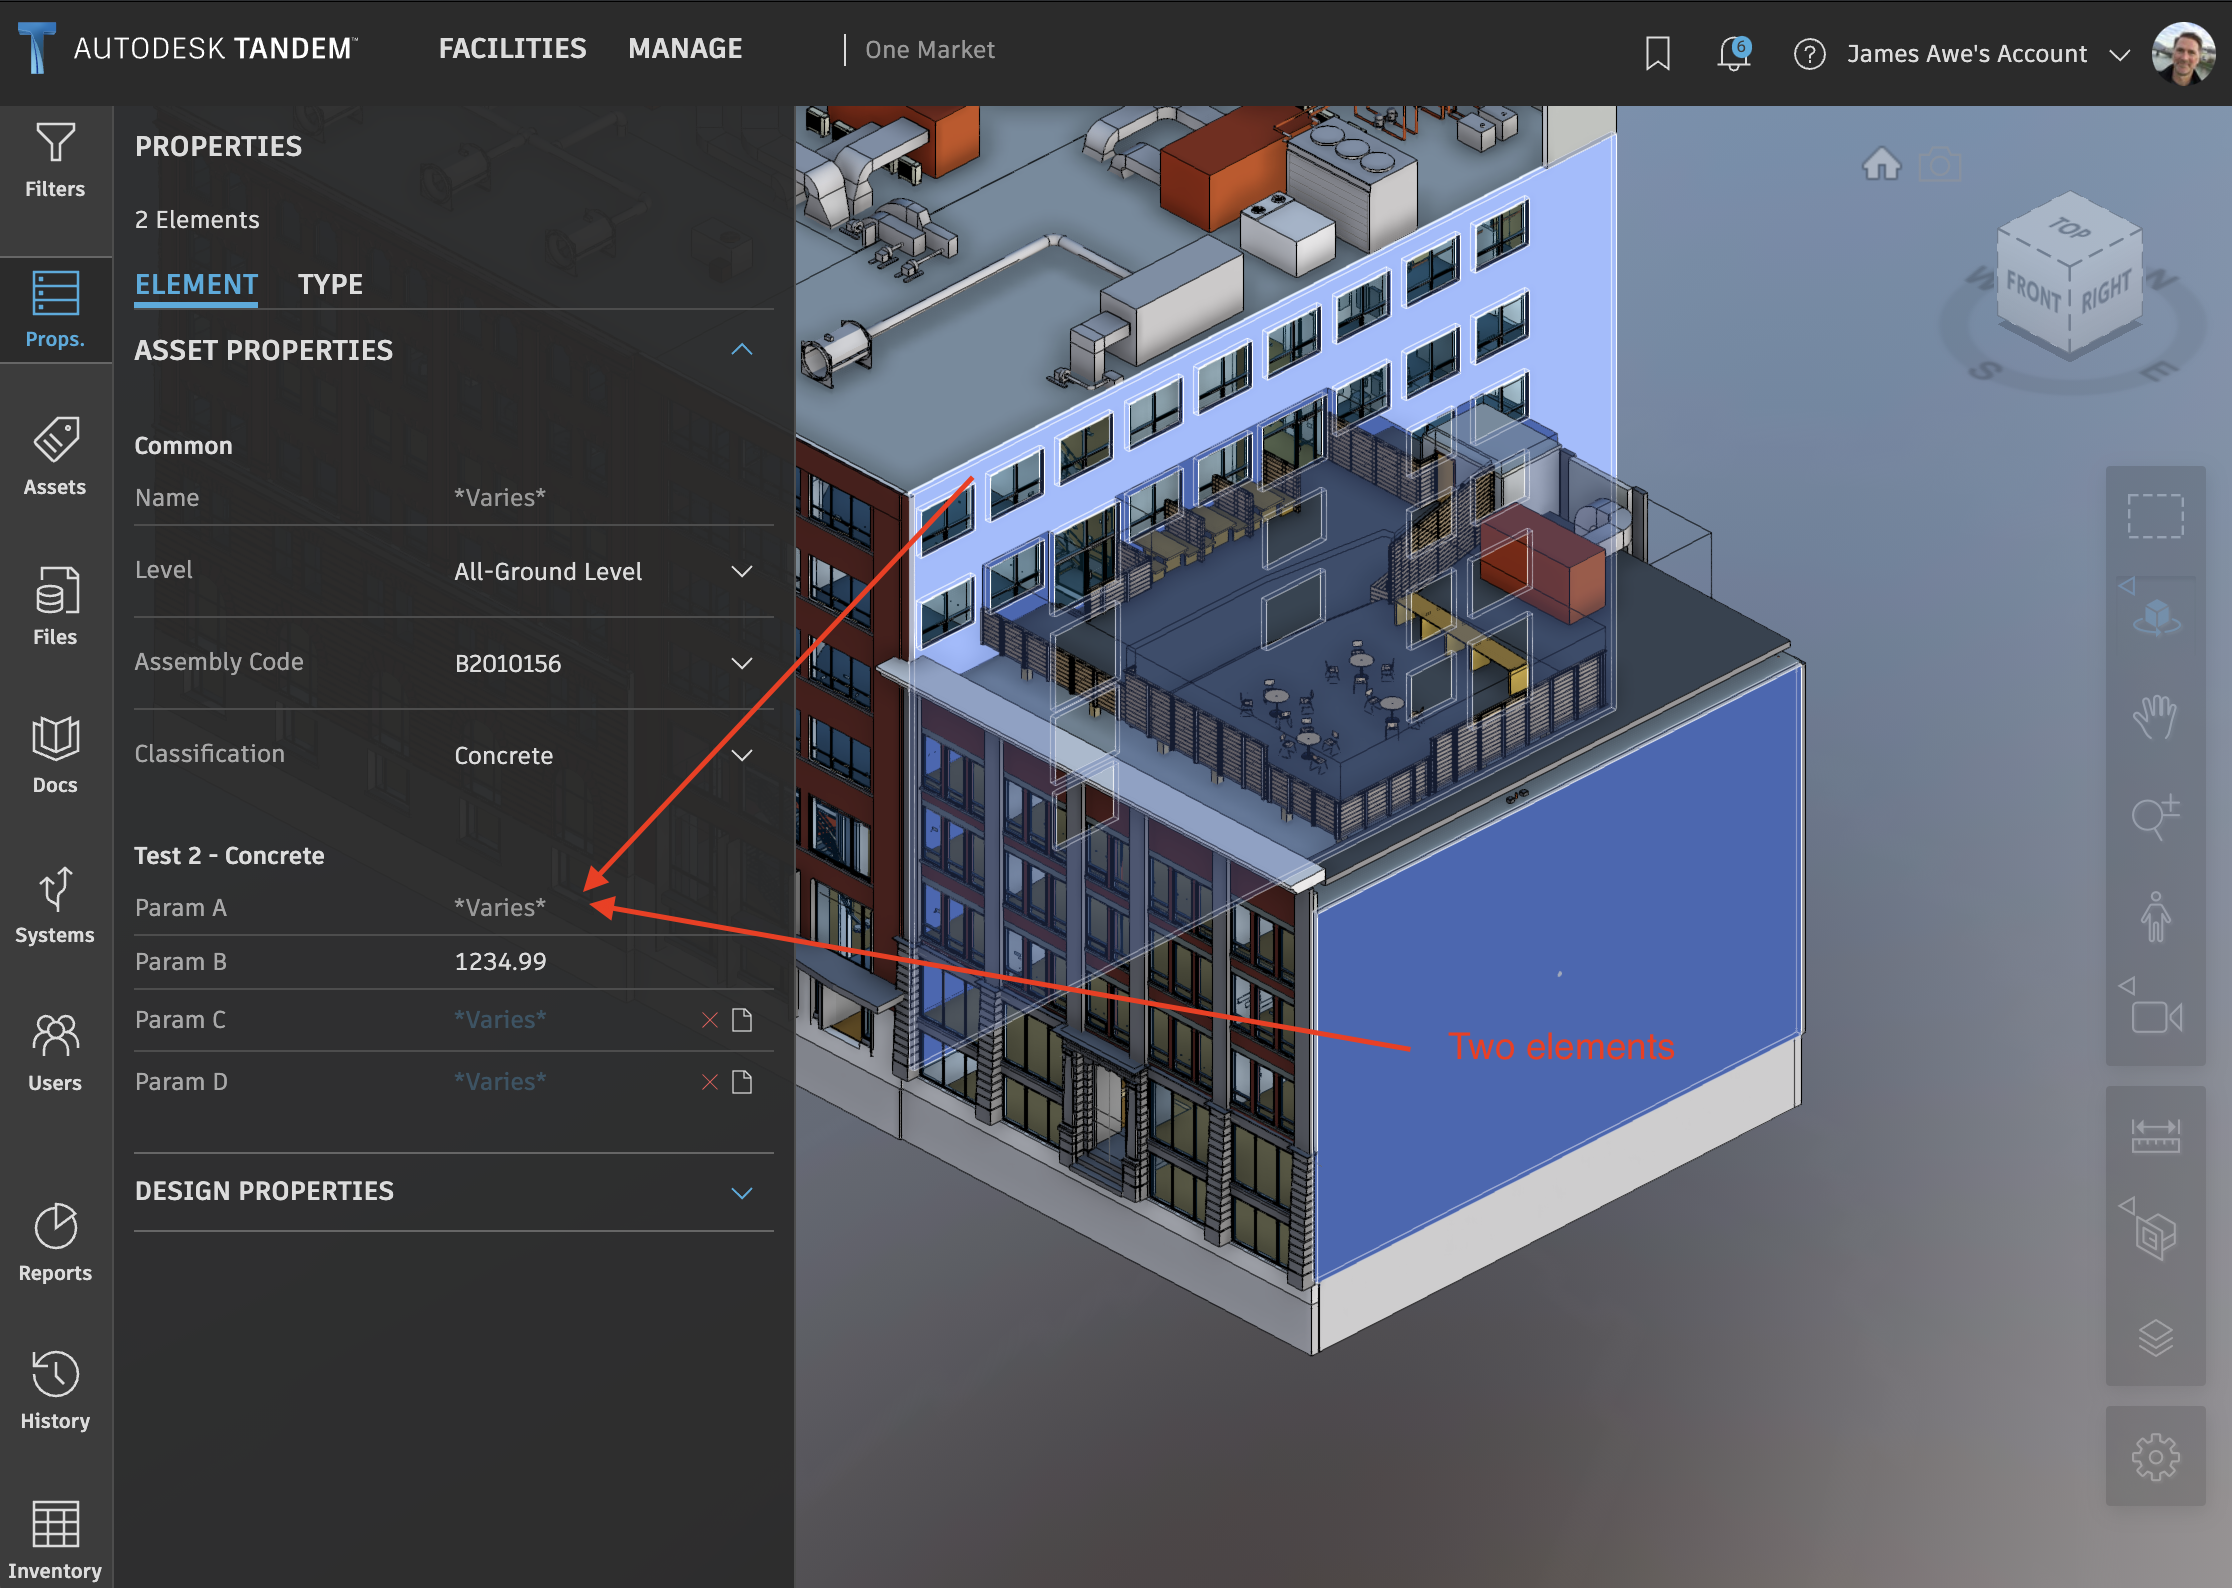 AUTODESK TANDEM™ FACILITIES MANAGE One Market 6 ? James Awe's Account
Filters
Props.
Assets
Files
Docs
Systems
Users
Reports
History
Inventory
PROPERTIES
2 Elements
ELEMENT TYPE
ASSET PROPERTIES
Common
Name *Varies*
Level All-Ground Level
Assembly Code B2010156
Classification Concrete
Test 2 - Concrete
Param A *Varies*
Param B 1234.99
Param C *Varies*
Param D *Varies*
DESIGN PROPERTIES
Two elements
TOP
FRONT RIGHT
W N
S E